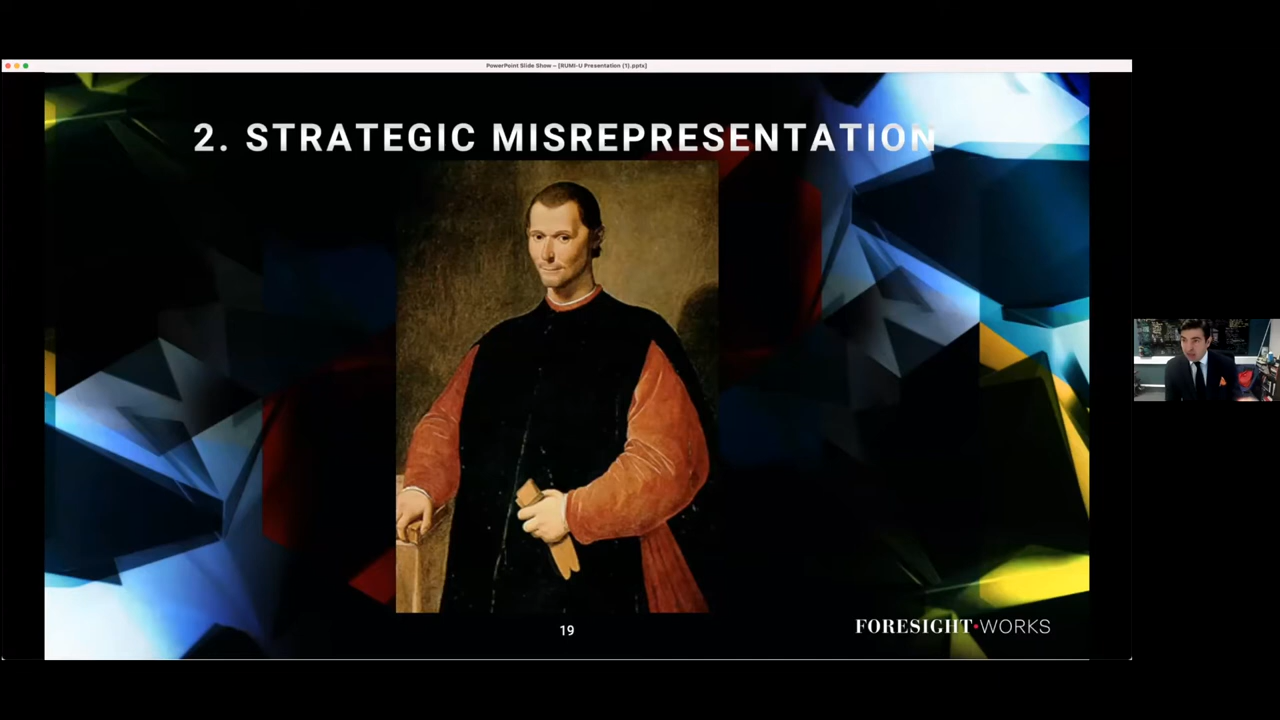 PowerPoint Slide Show – [RUMI-U Presentation (1).pptx]
2. STRATEGIC MISREPRESENTATION
19
FORESIGHT•WORKS